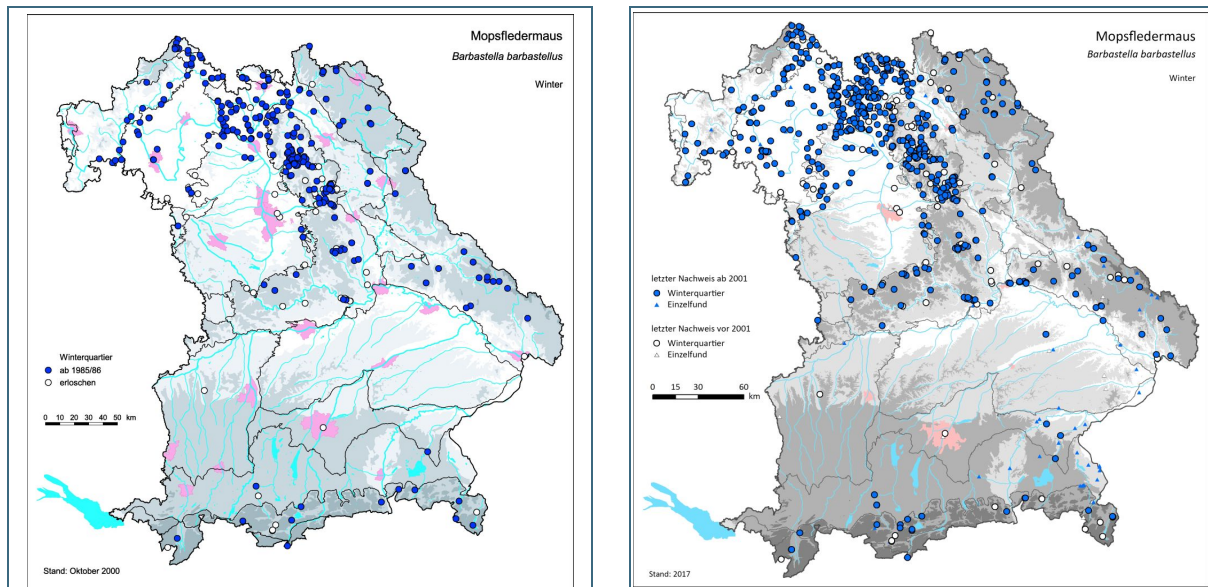 Mopsfledermaus
Barbastella barbastellus
Winter
Winterquartier
ab 1985/86
erloschen
0 10 20 30 40 50 km
Stand: Oktober 2000
Mopsfledermaus
Barbastella barbastellus
Winter
letzter Nachweis ab 2001
Winterquartier
Einzelfund
letzter Nachweis vor 2001
Winterquartier
Einzelfund
0 15 30 60
km
Stand: 2017